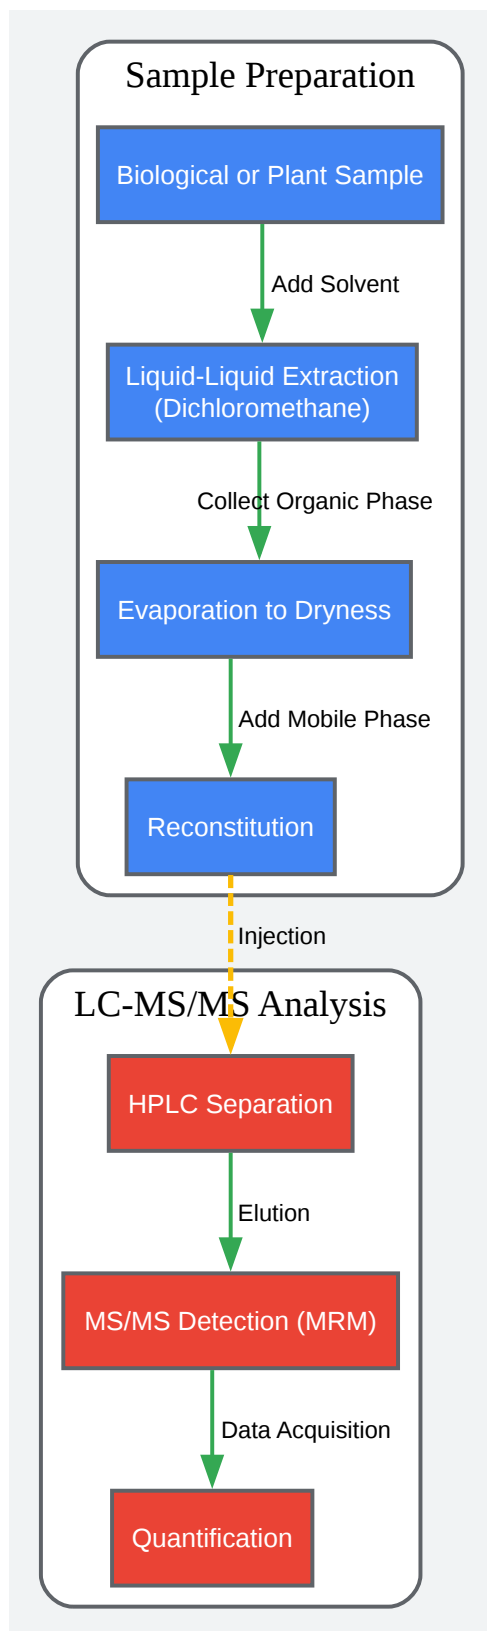 Sample Preparation
Biological or Plant Sample
Add Solvent
Liquid-Liquid Extraction
(Dichloromethane)
Collect Organic Phase
Evaporation to Dryness
Add Mobile Phase
Reconstitution
Injection
LC-MS/MS Analysis
HPLC Separation
Elution
MS/MS Detection (MRM)
Data Acquisition
Quantification